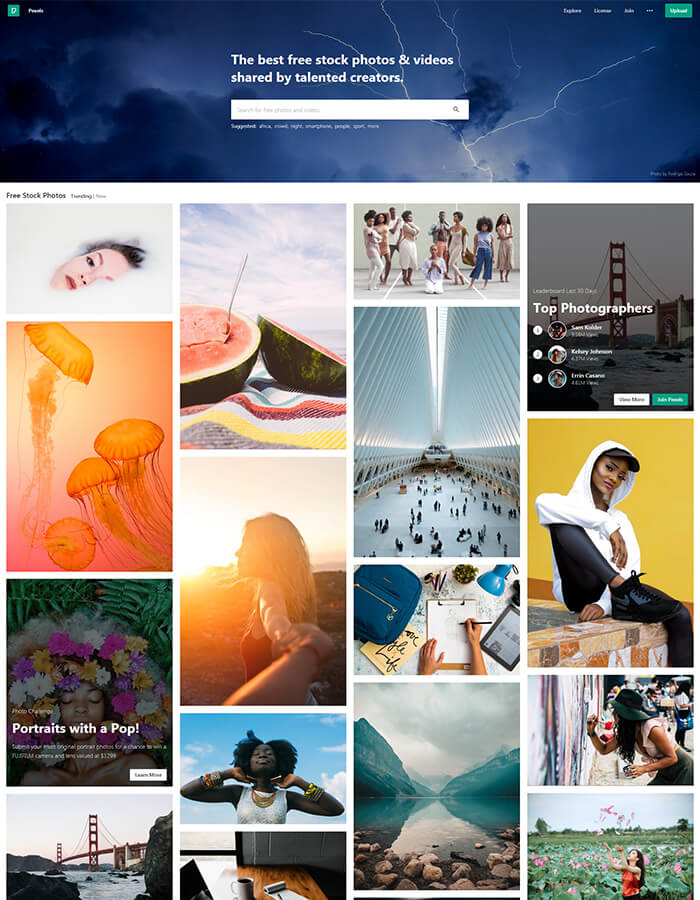 Pexels
Explore
License
Join
•••
Upload
The best free stock photos & videos
shared by talented creators.
Search for free photos and videos
Suggested: africa, crowd, night, smartphone, people, sport, more
Photo by Rodrigo Souza
Free Stock Photos
Trending | New
Leaderboard Last 30 Days
Top Photographers
1
Sam Kolder
Views
2
Kelsey Johnson
Views
3
Errin Casano
4.61M Views
View More
Join Pexels
Life
Photo Challenge
Portraits with a Pop!
Submit your most original portrait photos for a chance to win a
FUJIFILM camera and lens valued at $1299.
Learn More